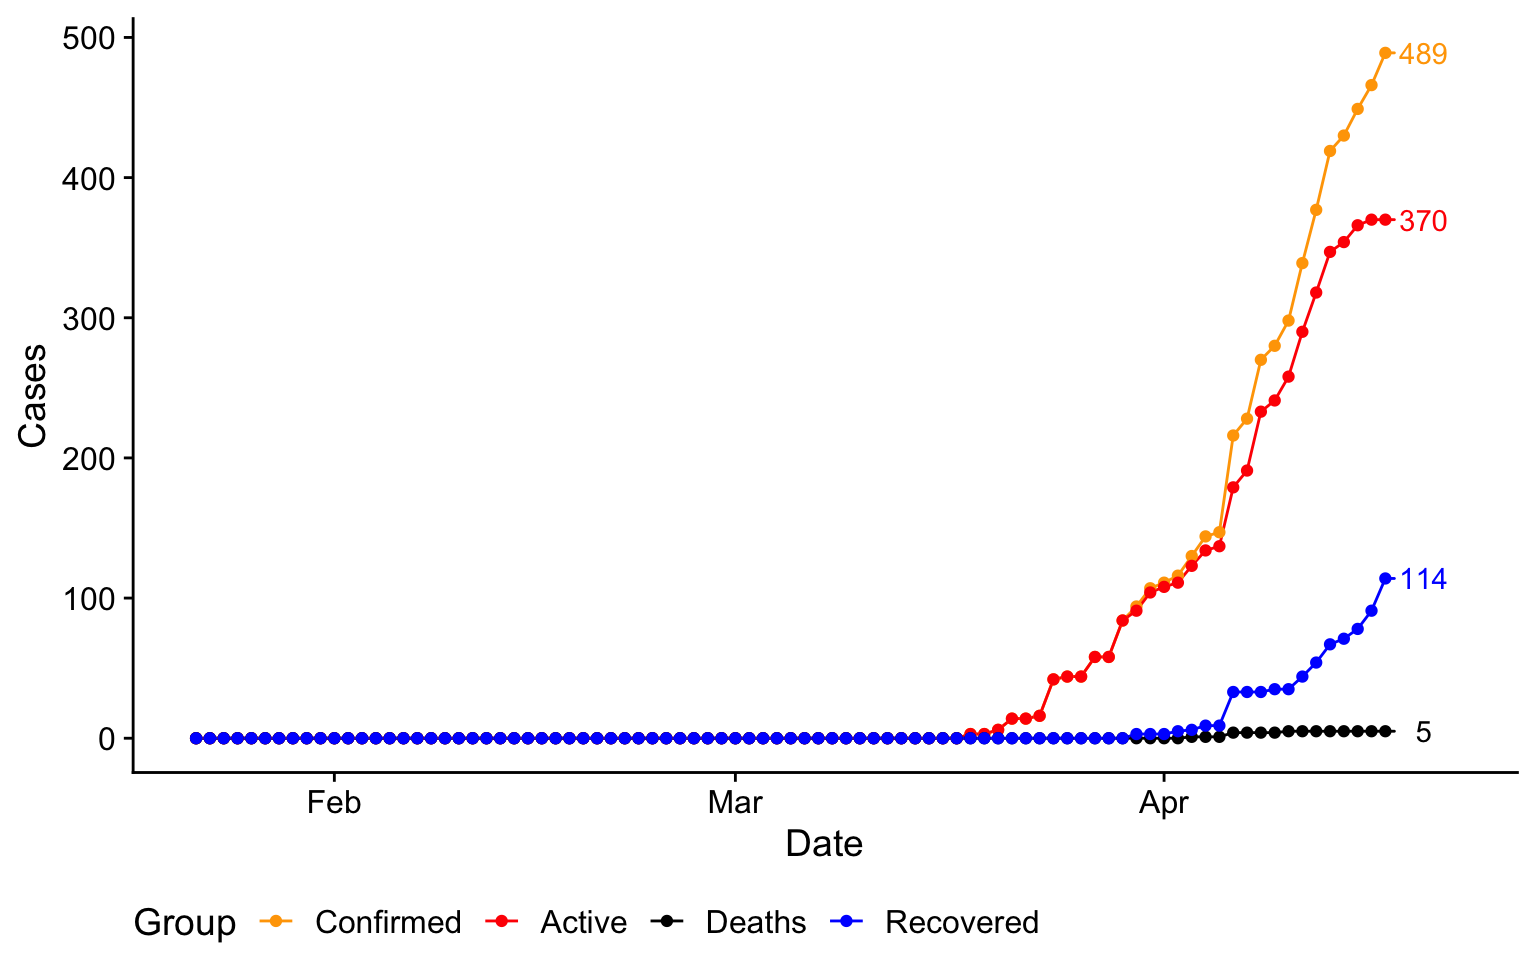 500
489
400
370
300
Cases
200
100
114
0
5
Feb Mar Apr
Date
Group Confirmed Active Deaths Recovered